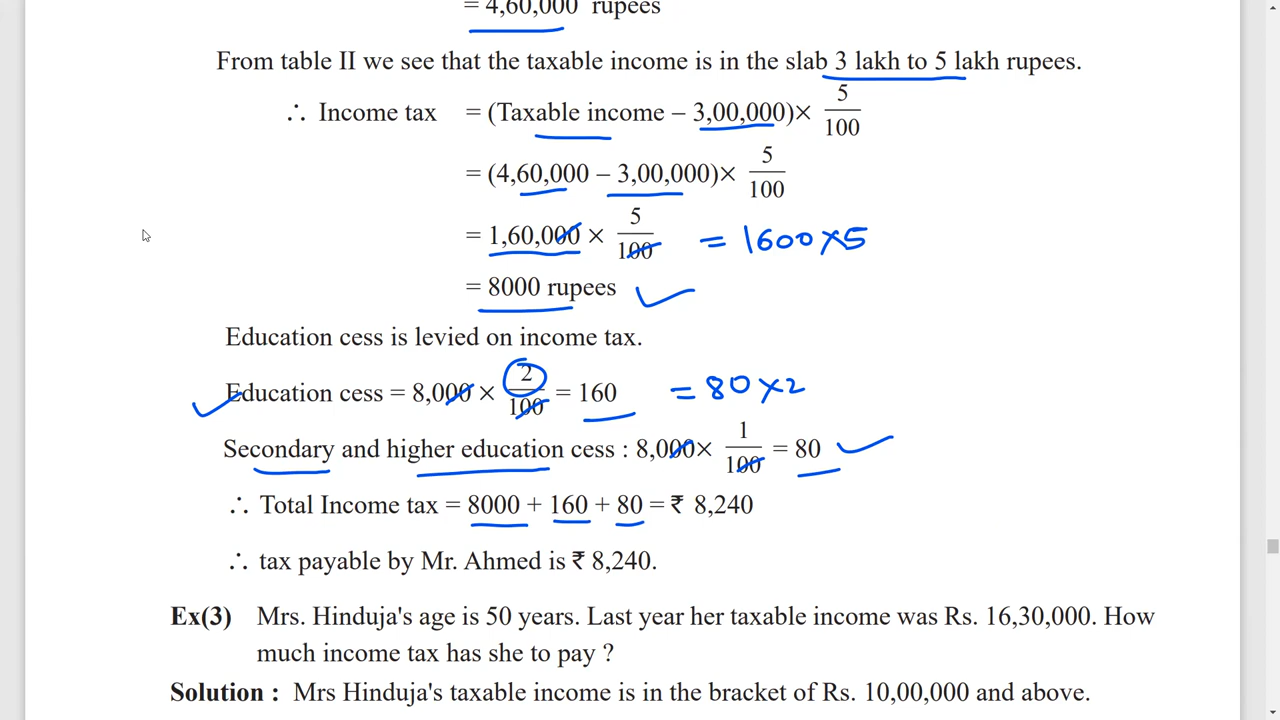 = 4,60,000 rupees
From table II we see that the taxable income is in the slab 3 lakh to 5 lakh rupees.
∴ Income tax = (Taxable income – 3,00,000)× 5/100
= (4,60,000 – 3,00,000)× 5/100
= 1,60,000 × 5/100 = 1600×5
= 8000 rupees
Education cess is levied on income tax.
Education cess = 8,000 × 2/100 = 160 = 80×2
Secondary and higher education cess : 8,000× 1/100 = 80
∴ Total Income tax = 8000 + 160 + 80 = ₹ 8,240
∴ tax payable by Mr. Ahmed is ₹ 8,240.
Ex(3) Mrs. Hinduja's age is 50 years. Last year her taxable income was Rs. 16,30,000. How
much income tax has she to pay ?
Solution : Mrs Hinduja's taxable income is in the bracket of Rs. 10,00,000 and above.